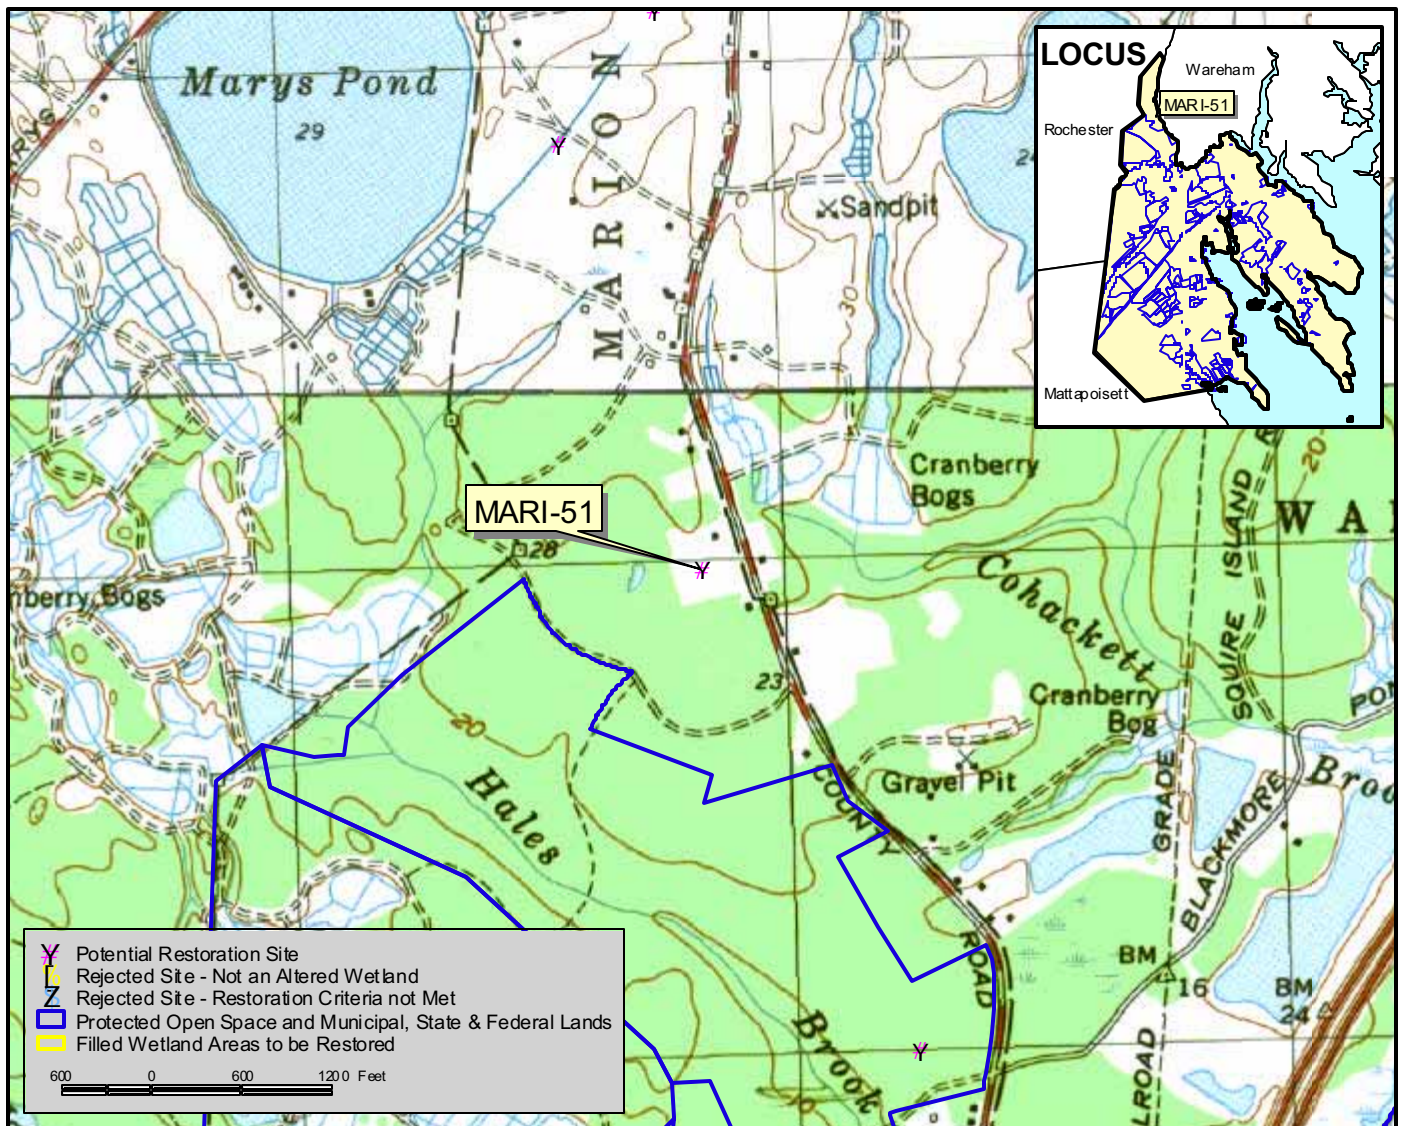 Marys Pond
29
MARION
Sandpit
30
LOCUS
Wareham
MARI-51
Rochester
Mattapoisett
Cranberry
Bogs
MARI-51
28
Cohackett
SQUIRE ISLAND
20
Cranberry
Bog
23
20
Gravel Pit
Hales
COUNTY
ROAD
GRADE
BLACKMORE
BM
16
BM
24
Brook
Potential Restoration Site
Rejected Site - Not an Altered Wetland
Rejected Site - Restoration Criteria not Met
Protected Open Space and Municipal, State & Federal Lands
Filled Wetland Areas to be Restored
600 0 600 1200 Feet